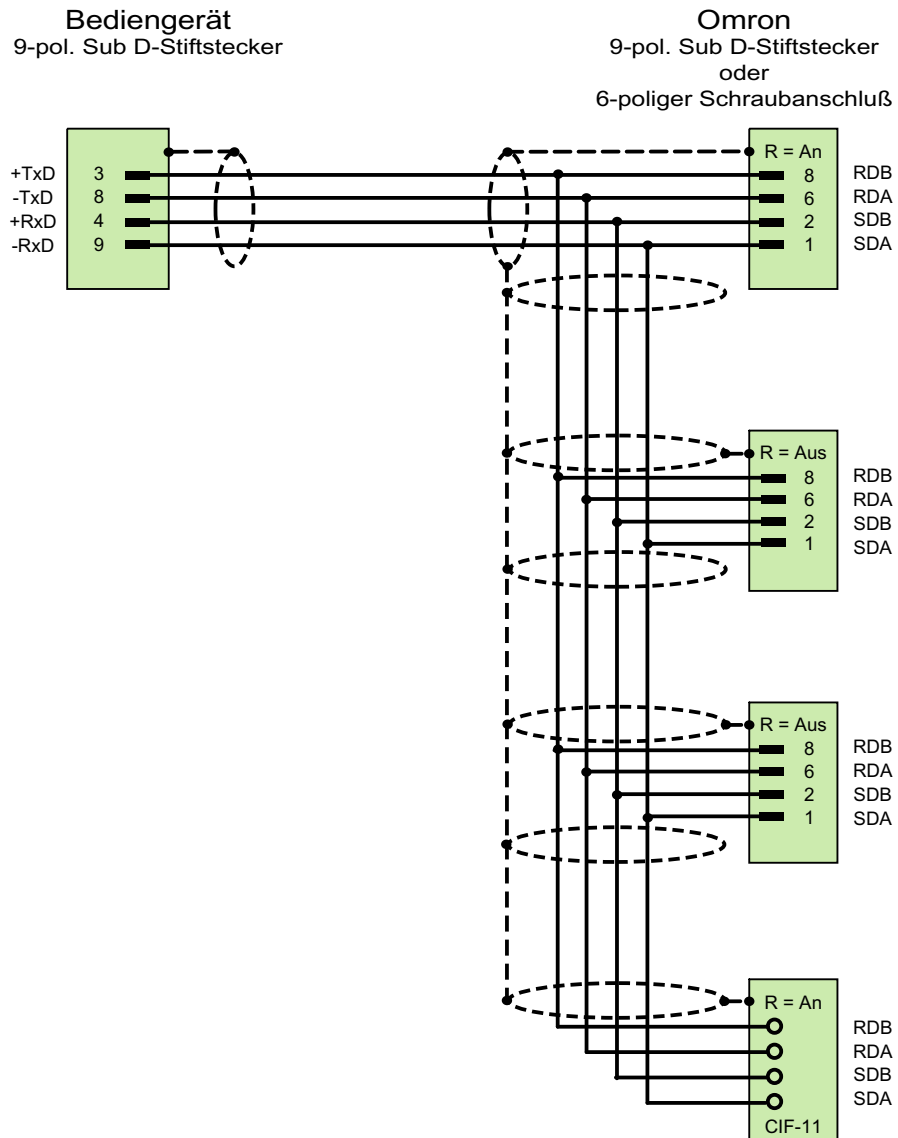 Bediengerät
9-pol. Sub D-Stiftstecker
Omron
9-pol. Sub D-Stiftstecker
oder
6-poliger Schraubanschluß
+TxD 3
-TxD 8
+RxD 4
-RxD 9
R = An
8 RDB
6 RDA
2 SDB
1 SDA
R = Aus
8 RDB
6 RDA
2 SDB
1 SDA
R = Aus
8 RDB
6 RDA
2 SDB
1 SDA
R = An
RDB
RDA
SDB
SDA
CIF-11